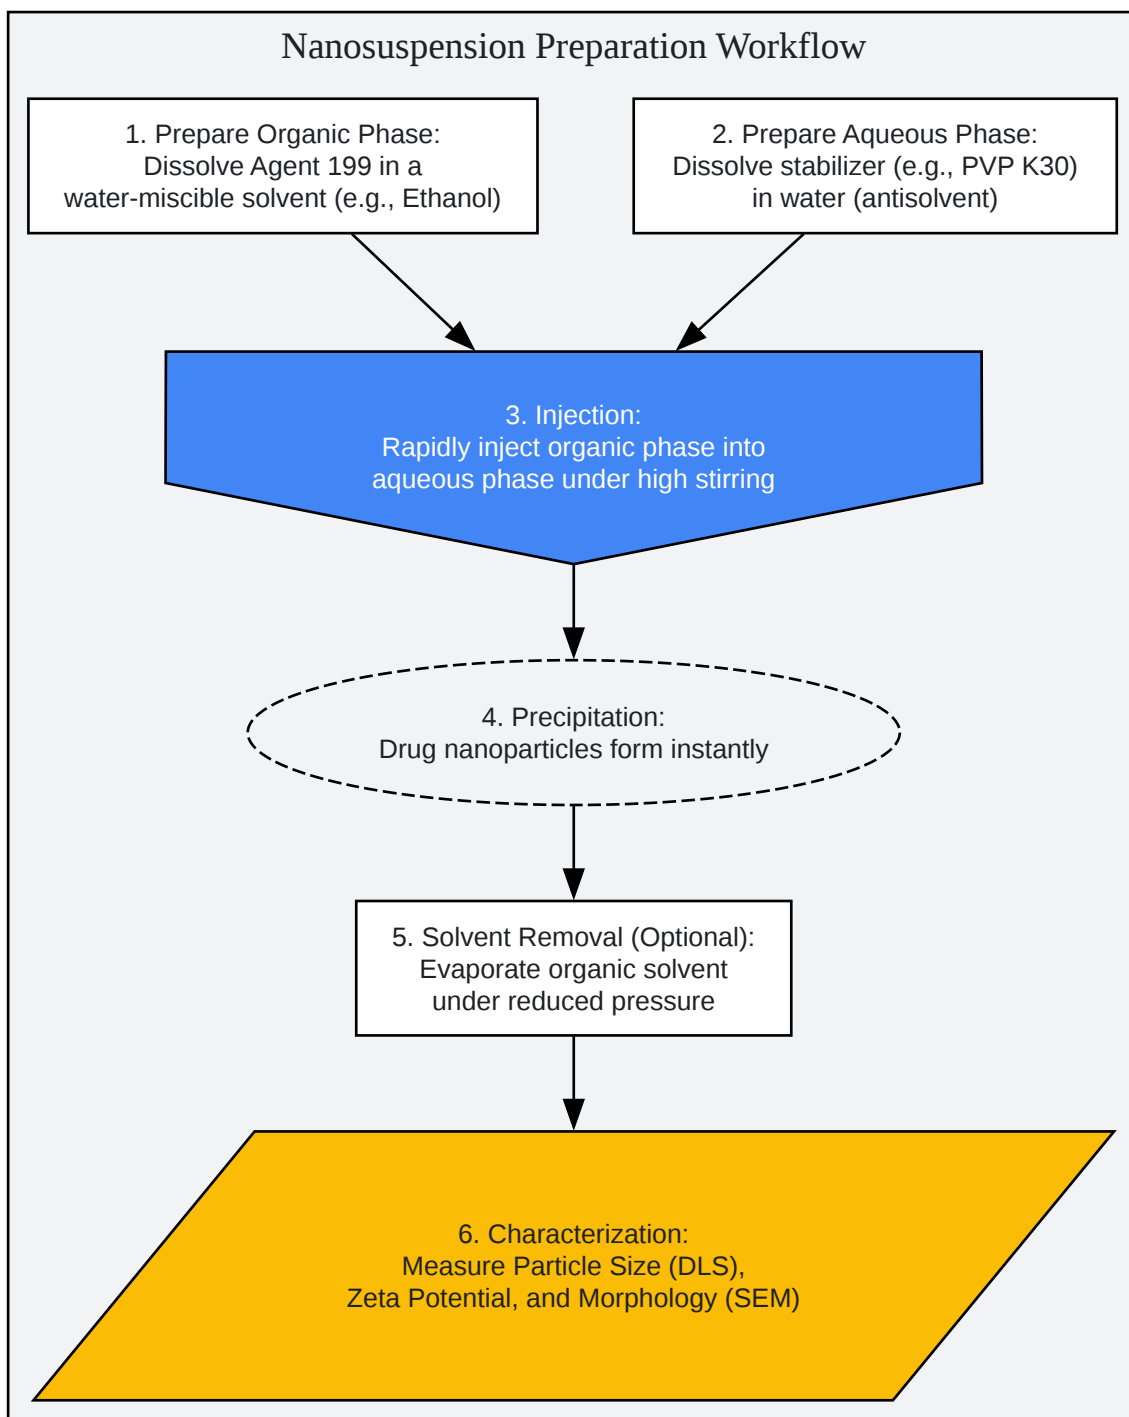 Nanosuspension Preparation Workflow
1. Prepare Organic Phase:
Dissolve Agent 199 in a
water-miscible solvent (e.g., Ethanol)
2. Prepare Aqueous Phase:
Dissolve stabilizer (e.g., PVP K30)
in water (antisolvent)
3. Injection:
Rapidly inject organic phase into
aqueous phase under high stirring
4. Precipitation:
Drug nanoparticles form instantly
5. Solvent Removal (Optional):
Evaporate organic solvent
under reduced pressure
6. Characterization:
Measure Particle Size (DLS),
Zeta Potential, and Morphology (SEM)